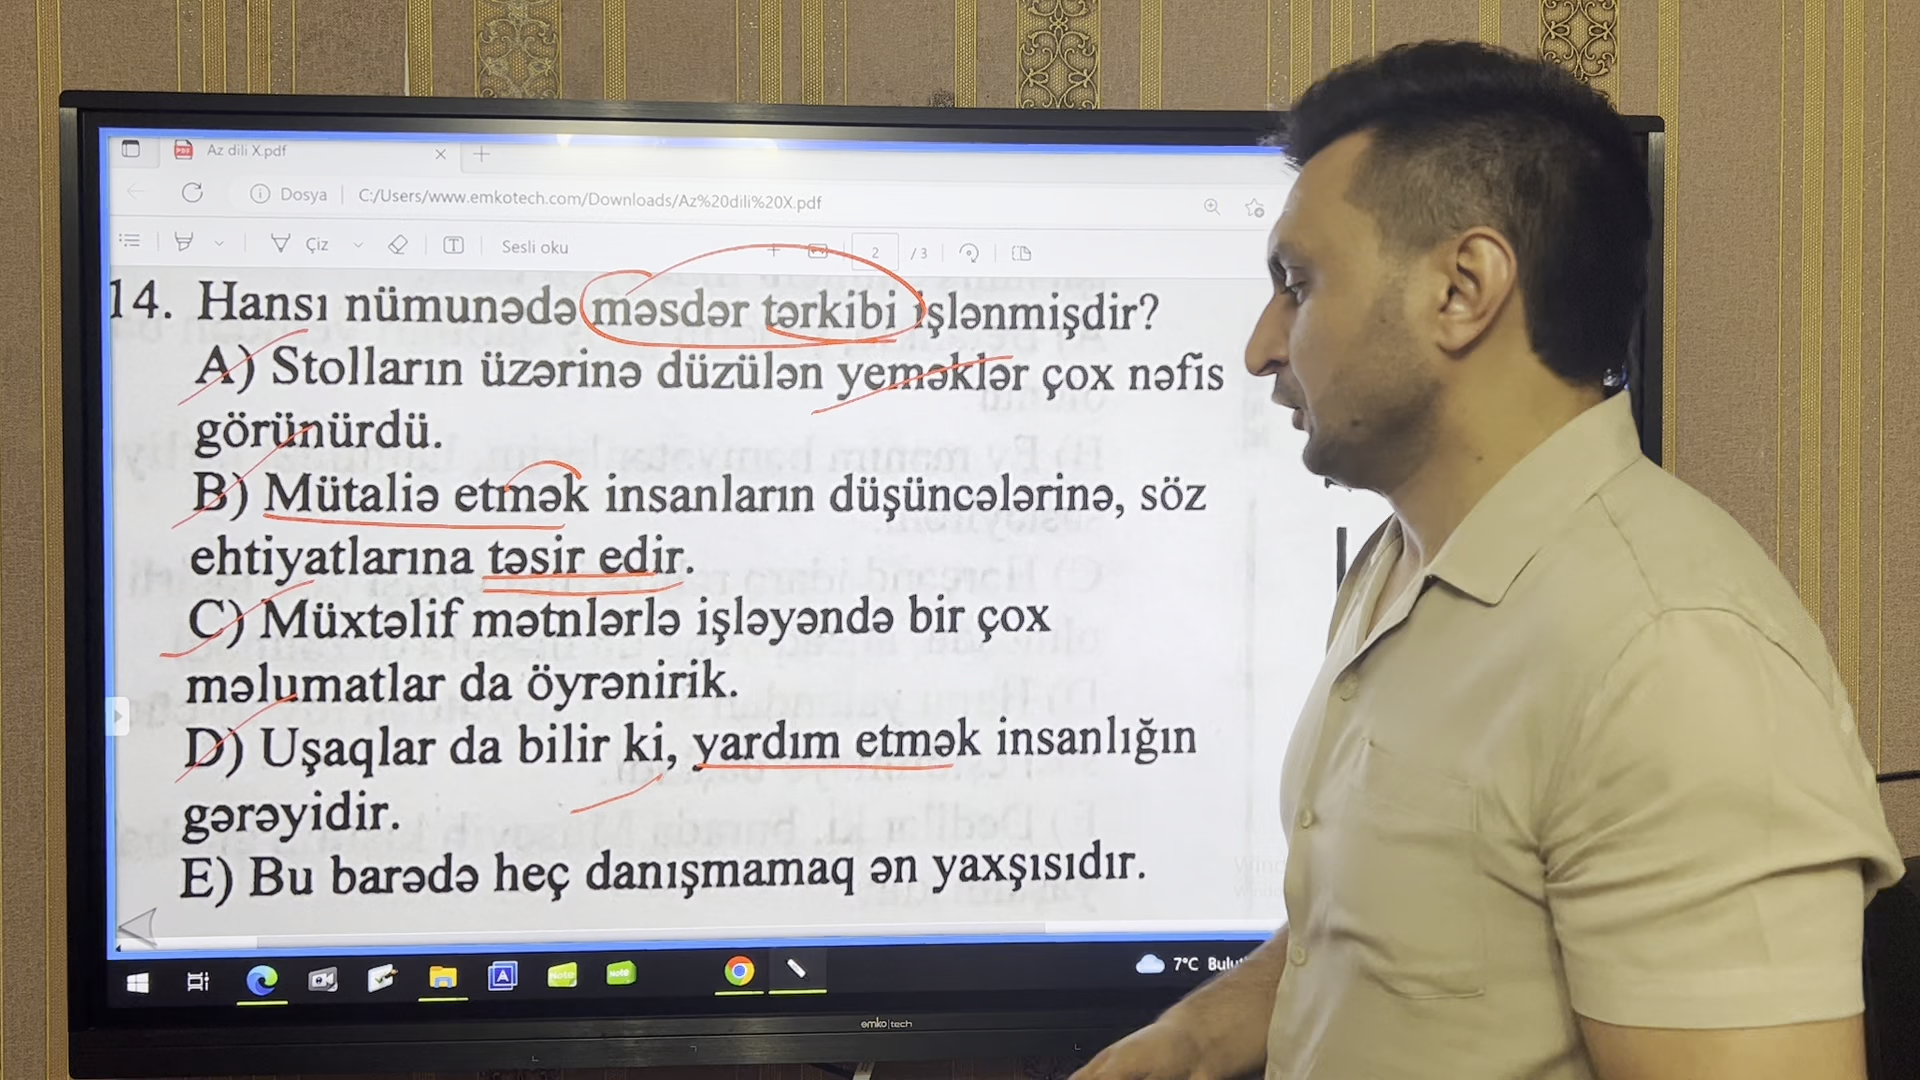 Az dili X.pdf
Dosya C:/Users/www.emkotech.com/Downloads/Az%20dili%20X.pdf
Çiz Sesli oku 2 /3
14. Hansı nümunədə məsdər tərkibi işlənmişdir?
A) Stolların üzərinə düzülən yeməklər çox nəfis
görünürdü.
B) Mütaliə etmək insanların düşüncələrinə, söz
ehtiyatlarına təsir edir.
C) Müxtəlif mətnlərlə işləyəndə bir çox
məlumatlar da öyrənirik.
D) Uşaqlar da bilir ki, yardım etmək insanlığın
gərəyidir.
E) Bu barədə heç danışmamaq ən yaxşısıdır.
7°C
emko|tech